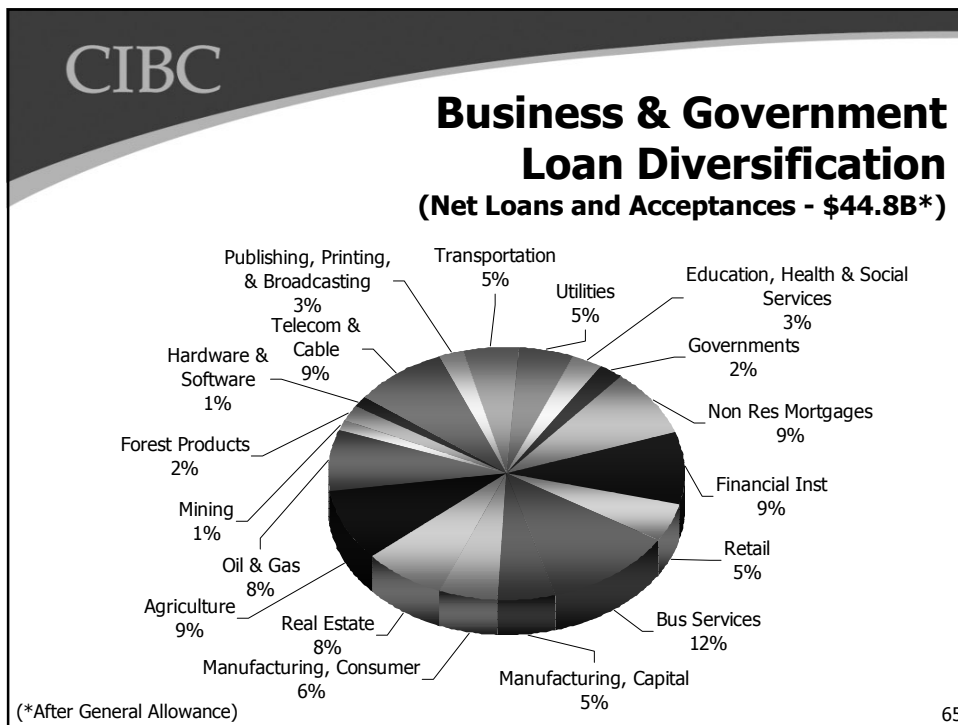 CIBC
Business & Government
Loan Diversification
(Net Loans and Acceptances - $44.8B*)
Publishing, Printing,
& Broadcasting
3%
Transportation
5%
Utilities
5%
Education, Health & Social
Services
3%
Governments
2%
Non Res Mortgages
9%
Financial Inst
9%
Retail
5%
Bus Services
12%
Manufacturing, Capital
5%
Manufacturing, Consumer
6%
Real Estate
8%
Agriculture
9%
Oil & Gas
8%
Mining
1%
Forest Products
2%
Hardware &
Software
1%
Telecom &
Cable
9%
(*After General Allowance)
65